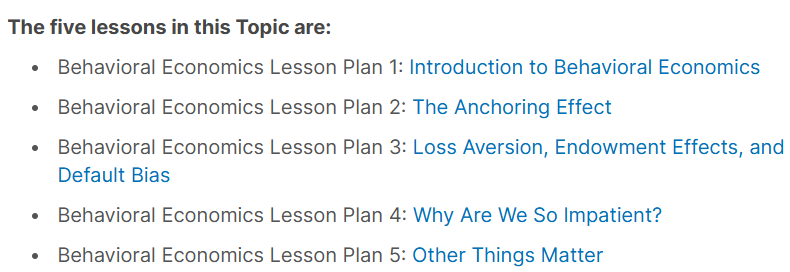 The five lessons in this Topic are:
• Behavioral Economics Lesson Plan 1: Introduction to Behavioral Economics
• Behavioral Economics Lesson Plan 2: The Anchoring Effect
• Behavioral Economics Lesson Plan 3: Loss Aversion, Endowment Effects, and
Default Bias
• Behavioral Economics Lesson Plan 4: Why Are We So Impatient?
• Behavioral Economics Lesson Plan 5: Other Things Matter